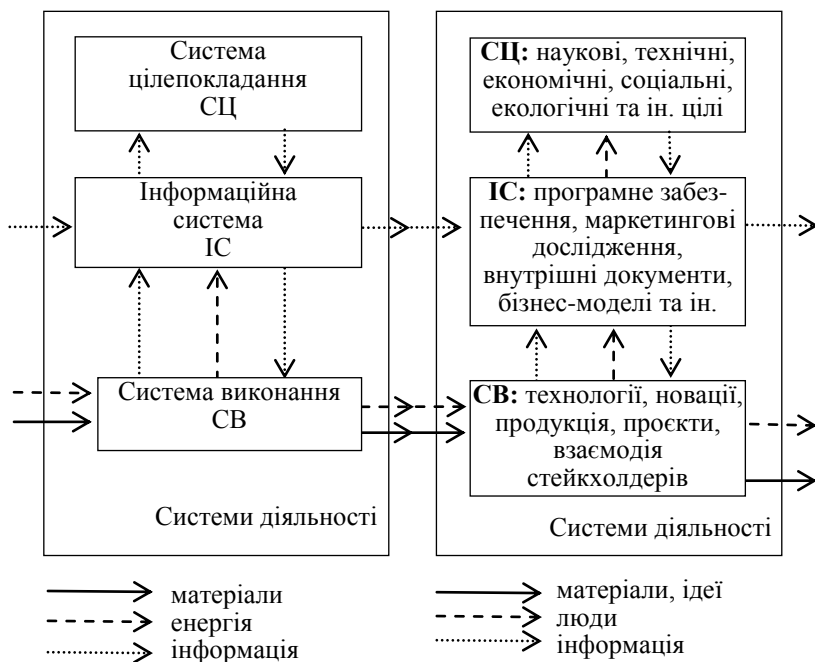 Система
цілепокладання
СЦ
Інформаційна
система
ІС
Система виконання
СВ
Системи діяльності
матеріали
енергія
інформація
СЦ: наукові, технічні,
економічні, соціальні,
екологічні та ін. цілі
ІС: програмне забез-
печення, маркетингові
дослідження,
внутрішні документи,
бізнес-моделі та ін.
СВ: технології, новації,
продукція, проєкти,
взаємодія
стейкхолдерів
Системи діяльності
матеріали, ідеї
люди
інформація